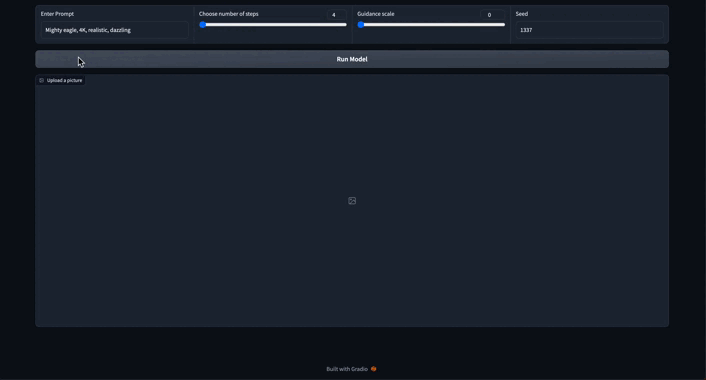 Enter Prompt
Mighty eagle, 4K, realistic, dazzling
Choose number of steps
4
Guidance scale
0
Seed
1337
Run Model
Upload a picture
Built with Gradio